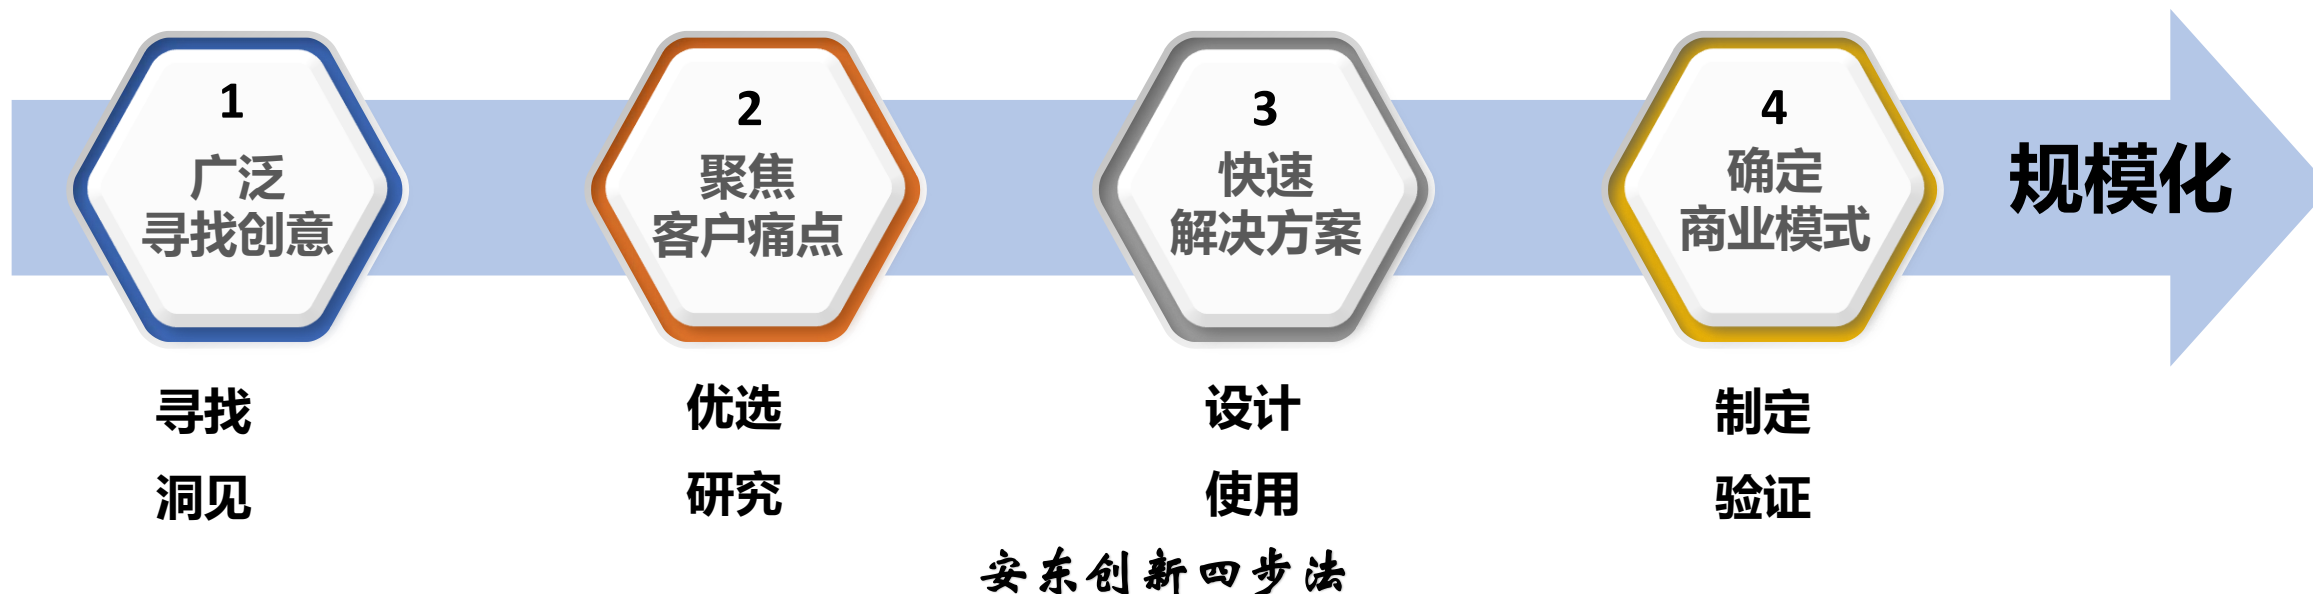 1
广泛
寻找创意
2
聚焦
客户痛点
3
快速
解决方案
4
确定
商业模式
规模化
寻找
洞见
优选
研究
设计
使用
制定
验证
安东创新四步法